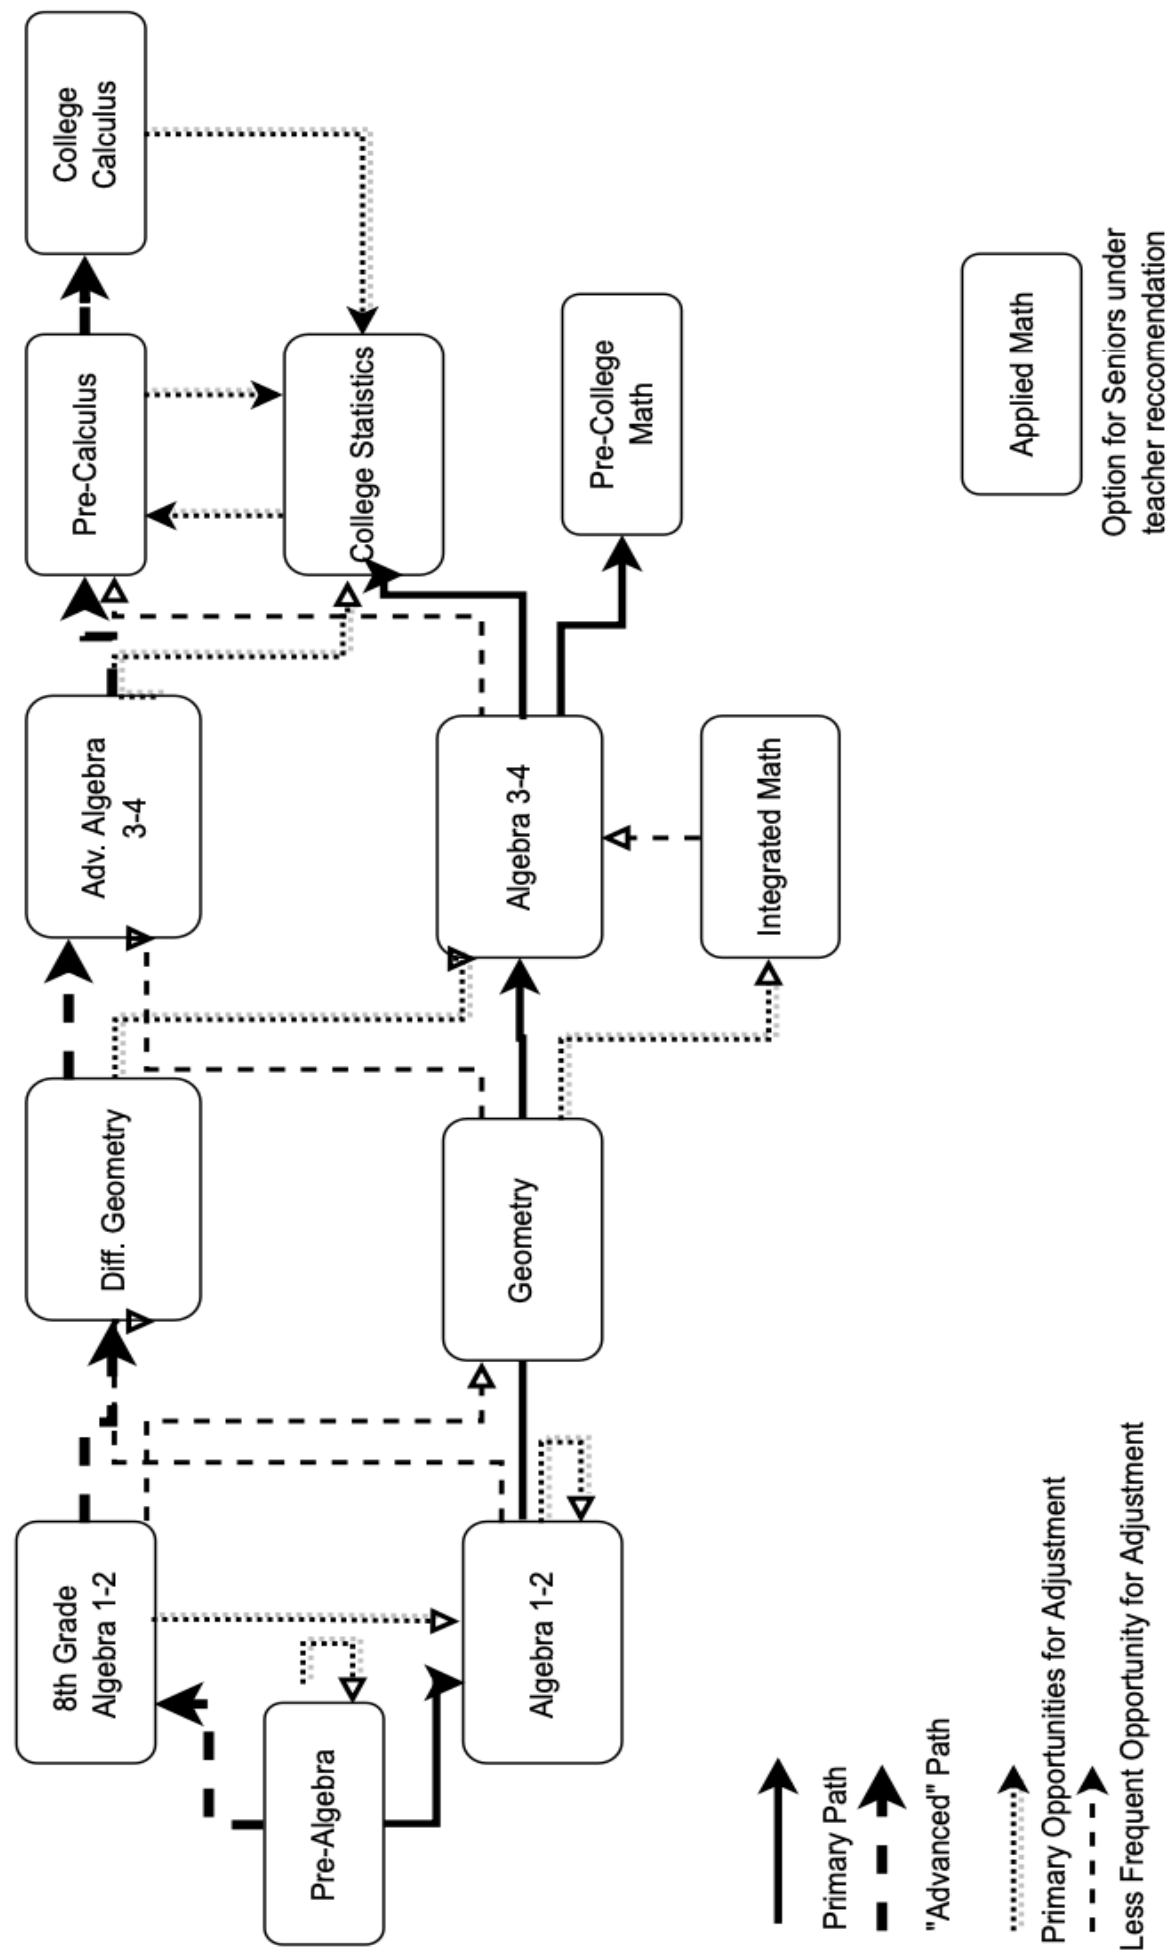 College
Calculus
Pre-Calculus
College Statistics
Pre-College
Math
Applied Math
Option for Seniors under
teacher reccomendation
Adv. Algebra
3-4
Algebra 3-4
Integrated Math
Diff. Geometry
Geometry
8th Grade
Algebra 1-2
Algebra 1-2
Pre-Algebra
Primary Path
"Advanced" Path
Primary Opportunities for Adjustment
Less Frequent Opportunity for Adjustment